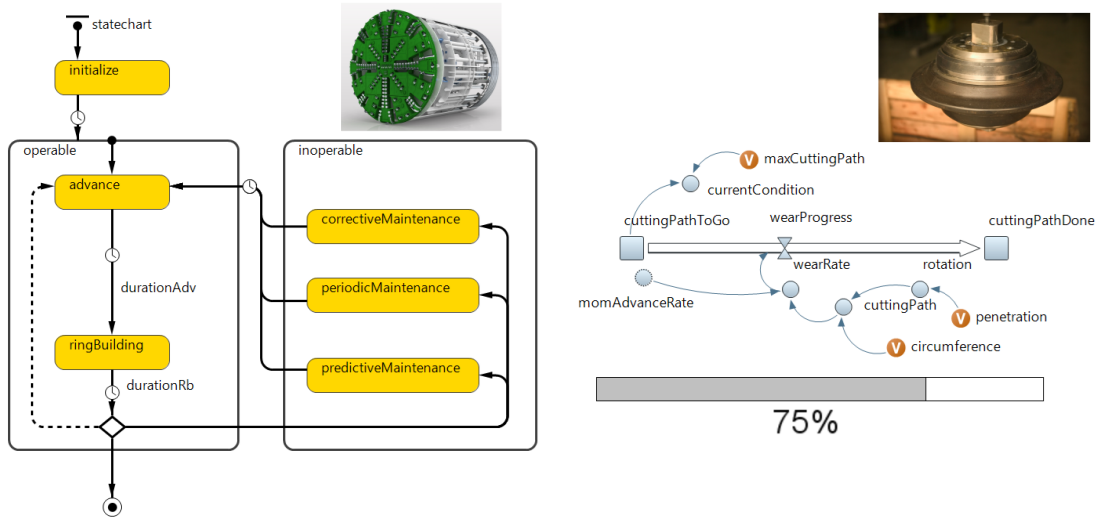 statechart
initialize
operable
advance
durationAdv
ringBuilding
durationRb
inoperable
correctiveMaintenance
periodicMaintenance
predictiveMaintenance
V maxCuttingPath
currentCondition
cuttingPathToGo
wearProgress
cuttingPathDone
wearRate
rotation
momAdvanceRate
cuttingPath
V penetration
V circumference
75%